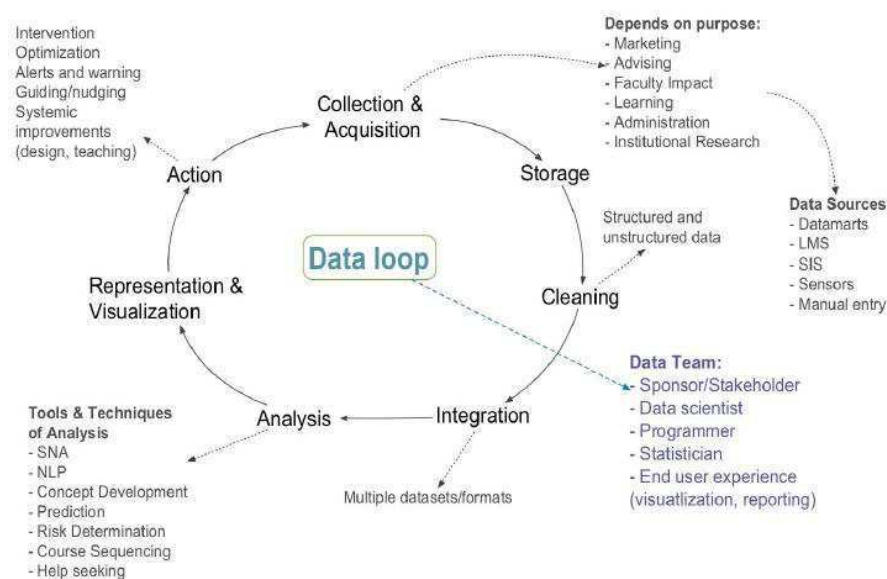 Intervention
Optimization
Alerts and warning
Guiding/nudging
Systemic
improvements
(design, teaching)
Collection &
Acquisition
Depends on purpose:
- Marketing
- Advising
- Faculty Impact
- Learning
- Administration
- Institutional Research
Action
Storage
Data Sources
- Datamarts
- LMS
- SIS
- Sensors
- Manual entry
Structured and
unstructured data
Data loop
Representation &
Visualization
Cleaning
Data Team:
- Sponsor/Stakeholder
- Data scientist
- Programmer
- Statistician
- End user experience
(visuatlization, reporting)
Analysis
Integration
Tools & Techniques
of Analysis
- SNA
- NLP
- Concept Development
- Prediction
- Risk Determination
- Course Sequencing
- Help seeking
Multiple datasets/formats